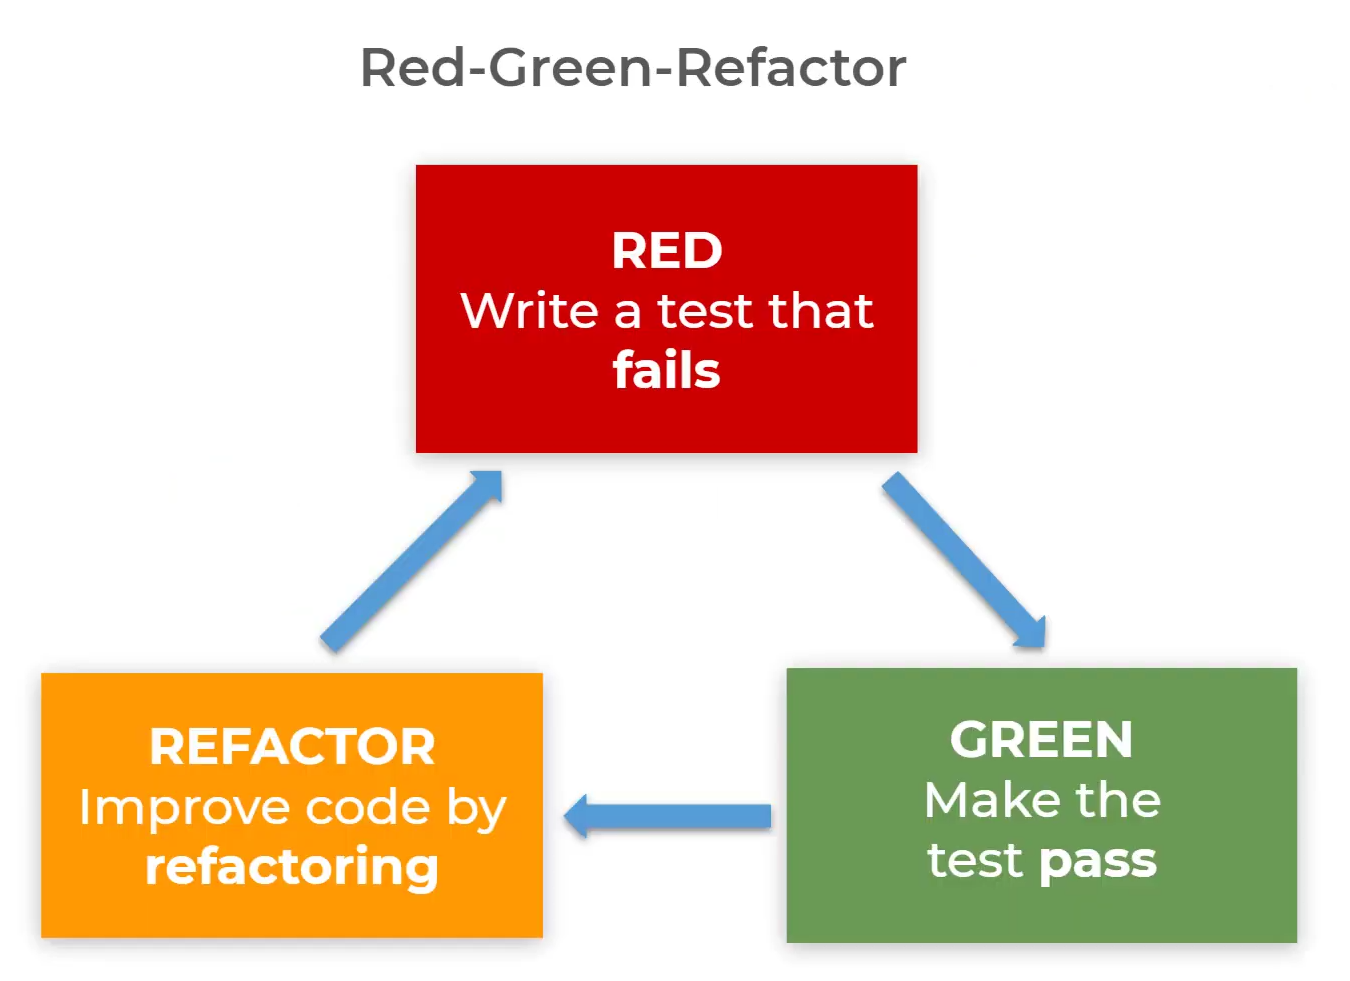 Red-Green-Refactor
RED
Write a test that
fails
REFACTOR
Improve code by
refactoring
GREEN
Make the
test pass